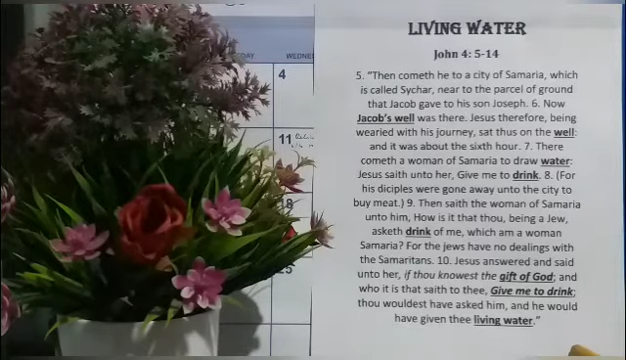 LIVING WATER
John 4: 5-14
5. "Then cometh he to a city of Samaria, which
is called Sychar, near to the parcel of ground
that Jacob gave to his son Joseph. 6. Now
Jacob's well was there. Jesus therefore, being
wearied with his journey, sat thus on the well:
and it was about the sixth hour. 7. There
cometh a woman of Samaria to draw water:
Jesus saith unto her, Give me to drink. 8. (For
his diciples were gone away unto the city to
buy meat.) 9. Then saith the woman of Samaria
unto him, How is it that thou, being a Jew,
asketh drink of me, which am a woman
Samaria? For the jews have no dealings with
the Samaritans. 10. Jesus answered and said
unto her, if thou knowest the gift of God; and
who it is that saith to thee, Give me to drink;
thou wouldest have asked him, and he would
have given thee living water."
4
11
18
25